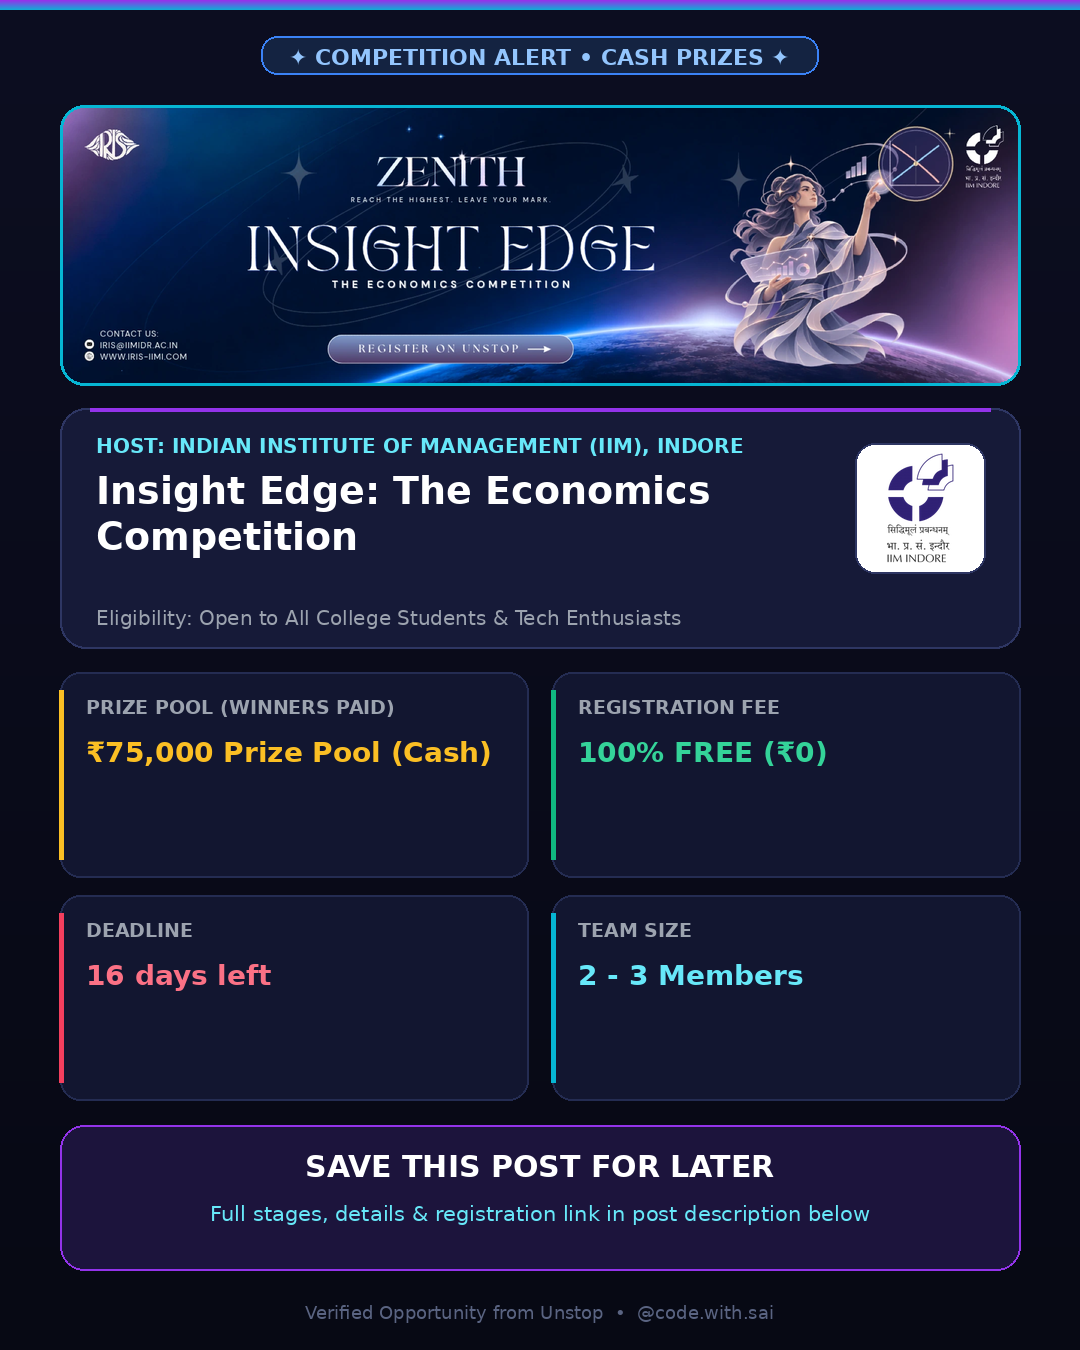 ✦ COMPETITION ALERT • CASH PRIZES ✦
IRIS
ZENITH
REACH THE HIGHEST. LEAVE YOUR MARK.
INSIGHT EDGE
THE ECONOMICS COMPETITION
सिद्धिमूलं प्रबन्धनम्
भा. प्र. सं. इन्दौर
IIM INDORE
CONTACT US:
IRIS@IIMIDR.AC.IN
WWW.IRIS-IIMI.COM
REGISTER ON UNSTOP
HOST: INDIAN INSTITUTE OF MANAGEMENT (IIM), INDORE
Insight Edge: The Economics
Competition
सिद्धिमूलं प्रबन्धनम्
भा. प्र. सं. इन्दौर
IIM INDORE
Eligibility: Open to All College Students & Tech Enthusiasts
PRIZE POOL (WINNERS PAID)
₹75,000 Prize Pool (Cash)
REGISTRATION FEE
100% FREE (₹0)
DEADLINE
16 days left
TEAM SIZE
2 - 3 Members
SAVE THIS POST FOR LATER
Full stages, details & registration link in post description below
Verified Opportunity from Unstop • @code.with.sai